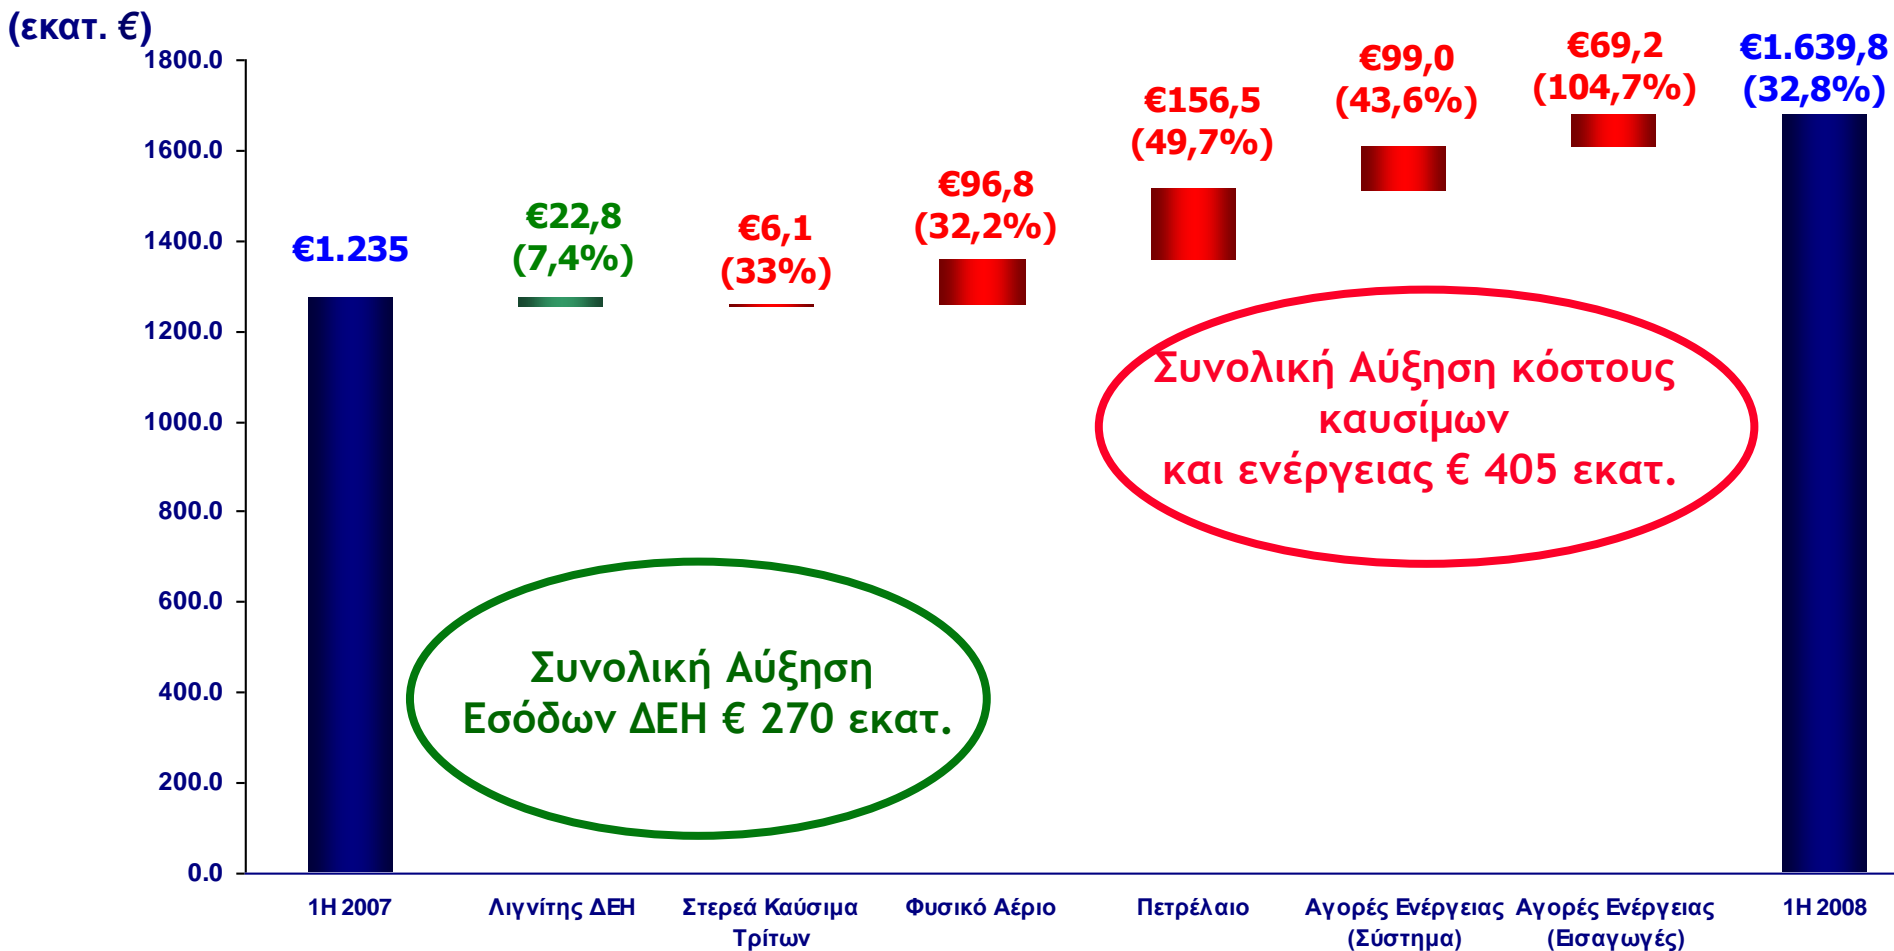 (εκατ. €)
1800.0
1600.0
1400.0
1200.0
1000.0
800.0
600.0
400.0
200.0
0.0
€1.235
€22,8
(7,4%)
€6,1
(33%)
€96,8
(32,2%)
€156,5
(49,7%)
€99,0
(43,6%)
€69,2
(104,7%)
€1.639,8
(32,8%)
Συνολική Αύξηση κόστους
καυσίμων
και ενέργειας € 405 εκατ.
Συνολική Αύξηση
Εσόδων ΔΕΗ € 270 εκατ.
1H 2007
Λιγνίτης ΔΕΗ
Στερεά Καύσιμα
Τρίτων
Φυσικό Αέριο
Πετρέλαιο
Αγορές Ενέργειας
(Σύστημα)
Αγορές Ενέργειας
(Εισαγωγές)
1H 2008